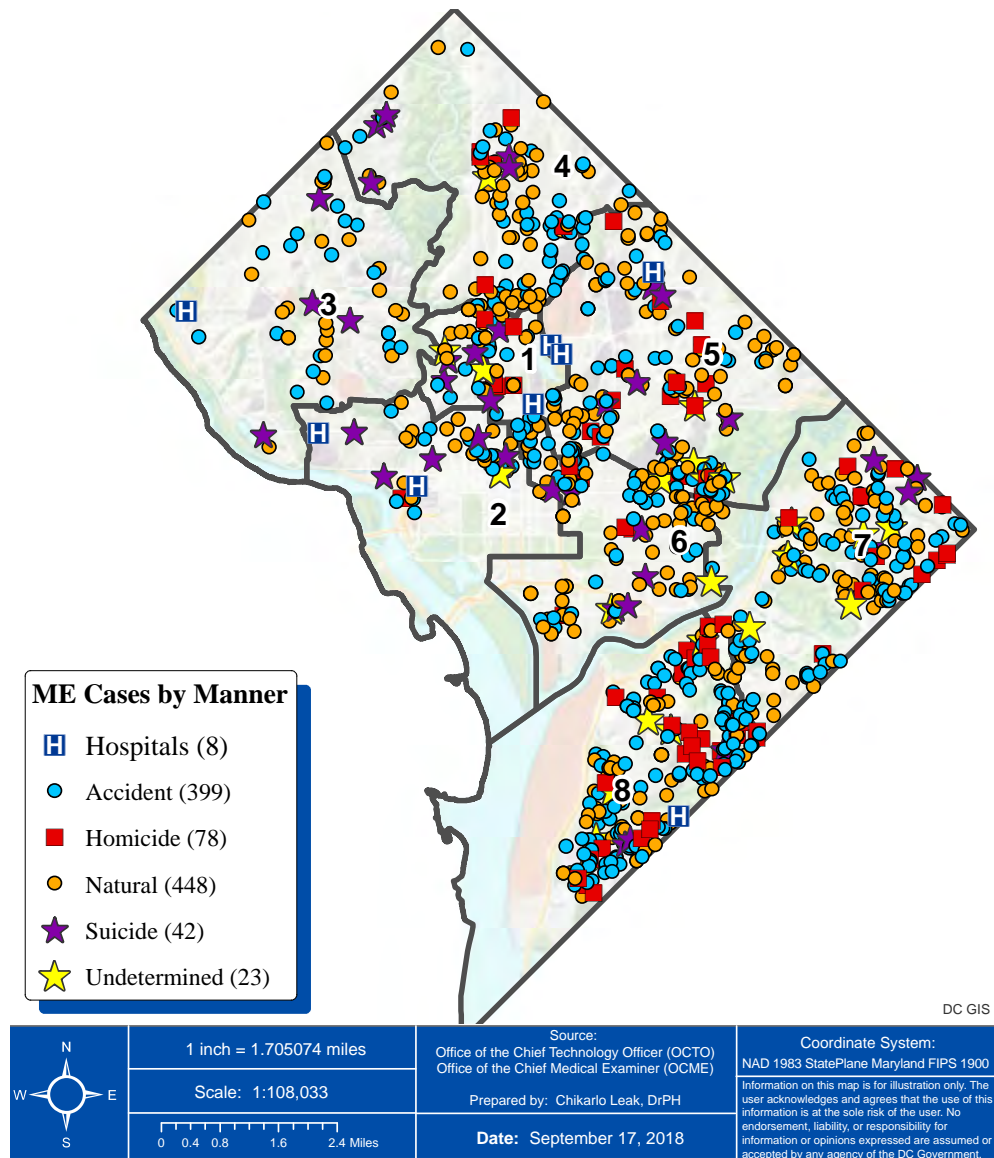 4
H
3
H
H
H
5
1
H
H
H
2
6
7
8
H
ME Cases by Manner
H Hospitals (8)
Accident (399)
Homicide (78)
Natural (448)
Suicide (42)
Undetermined (23)
DC GIS
N
W E
S
1 inch = 1.705074 miles
Scale: 1:108,033
0 0.4 0.8 1.6 2.4 Miles
Source:
Office of the Chief Technology Officer (OCTO)
Office of the Chief Medical Examiner (OCME)
Prepared by: Chikarlo Leak, DrPH
Date: September 17, 2018
Coordinate System:
NAD 1983 StatePlane Maryland FIPS 1900
Information on this map is for illustration only. The
user acknowledges and agrees that the use of this
information is at the sole risk of the user. No
endorsement, liability, or responsibility for
information or opinions expressed are assumed or
accepted by any agency of the DC Government.